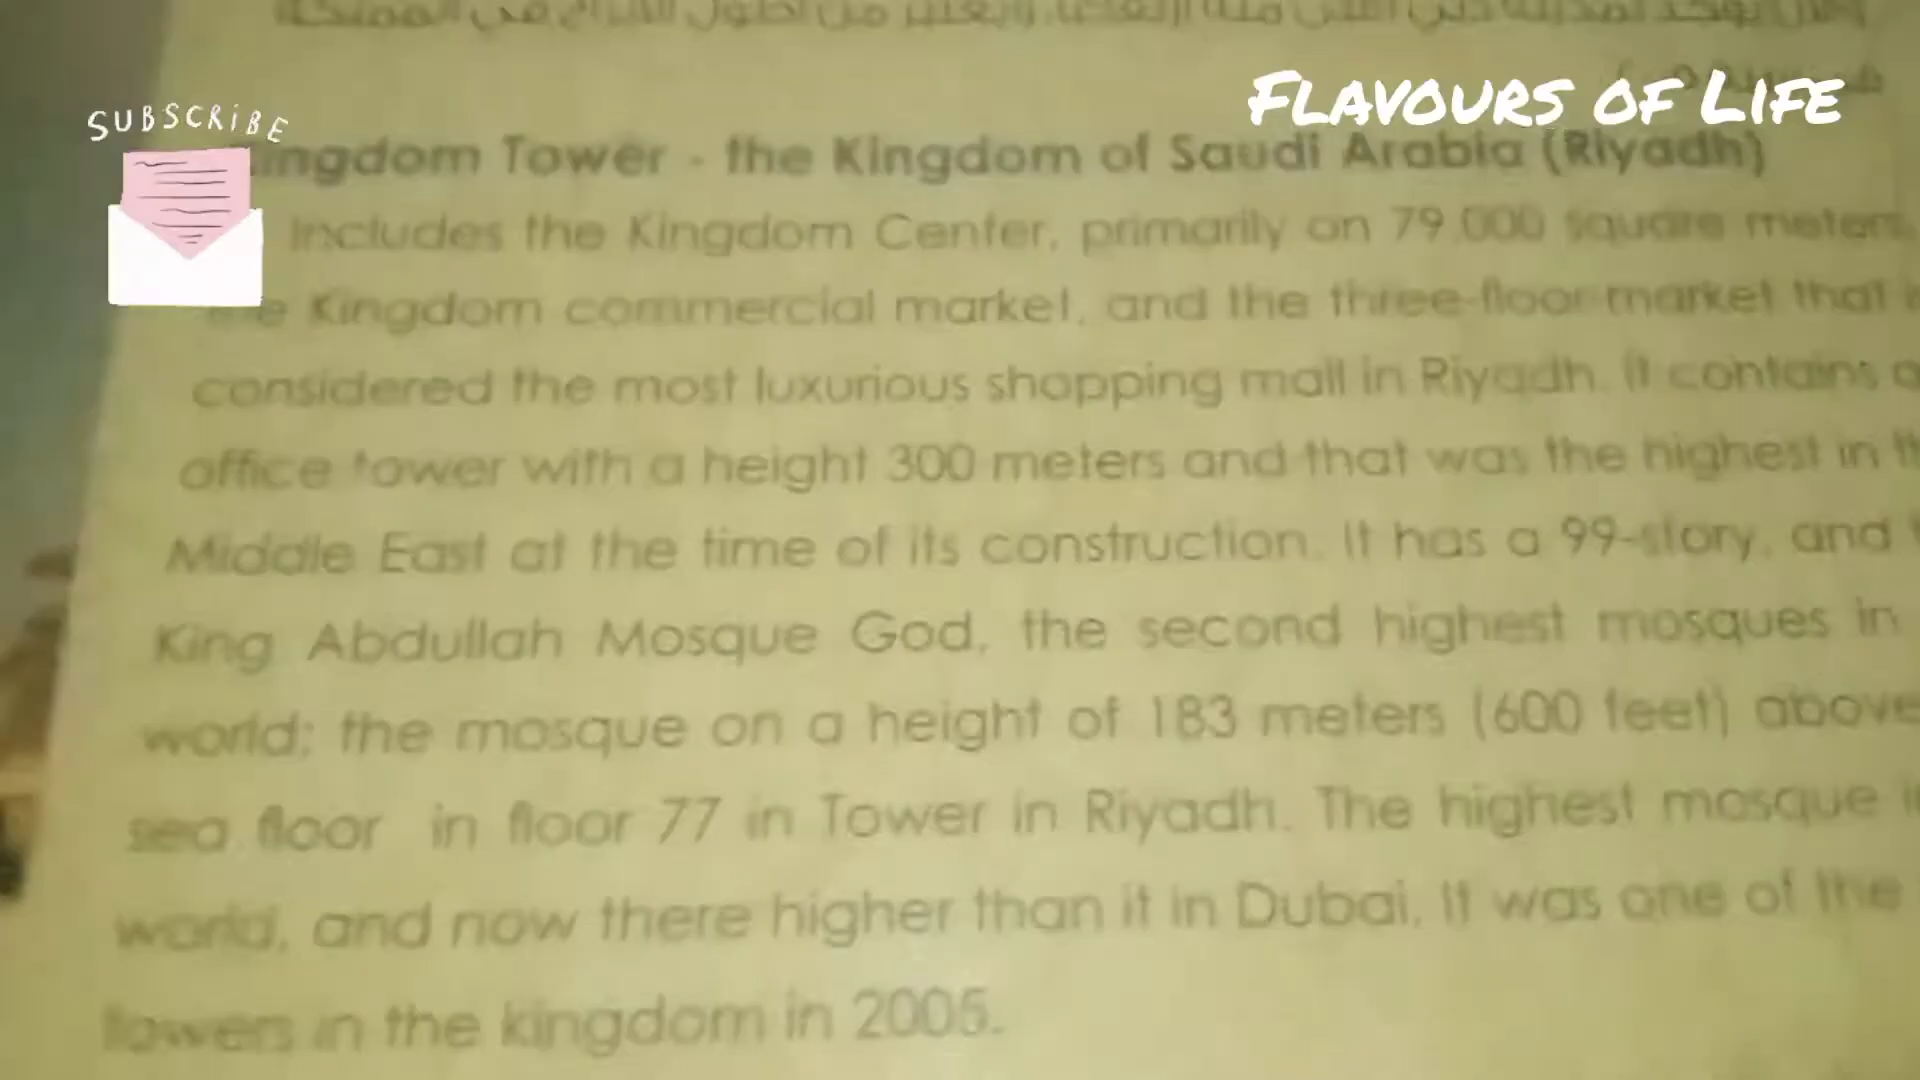 Flavours of Life
SUBSCRiBE
Kingdom Tower - the Kingdom of Saudi Arabia (Riyadh)
Includes the Kingdom Center, primarily on 79,000 square meters,
Kingdom commercial market, and the three-floor market that
considered the most luxurious shopping mall in Riyadh. It contains
office tower with a height 300 meters and that was the highest in
Middle East at the time of its construction. It has a 99-story, and
King Abdullah Mosque God, the second highest mosques in
world; the mosque on a height of 183 meters (600 feet) above
sea floor in floor 77 in Tower in Riyadh. The highest mosque
world, and now there higher than it in Dubai. It was one of the
towers in the kingdom in 2005.